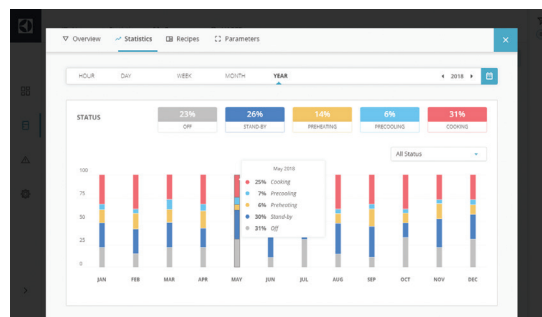 Overview Statistics Recipes Parameters
HOUR DAY WEEK MONTH YEAR 2018
STATUS
23% 26% 14% 6% 31%
OFF STAND-BY PREHEATING PRECOOLING COOKING
All Status
May 2018
25% Cooking
7% Precooling
6% Preheating
30% Stand-by
31% Off
100
75
50
25
0
JAN FEB MAR APR MAY JUN JUL AUG SEP OCT NOV DEC